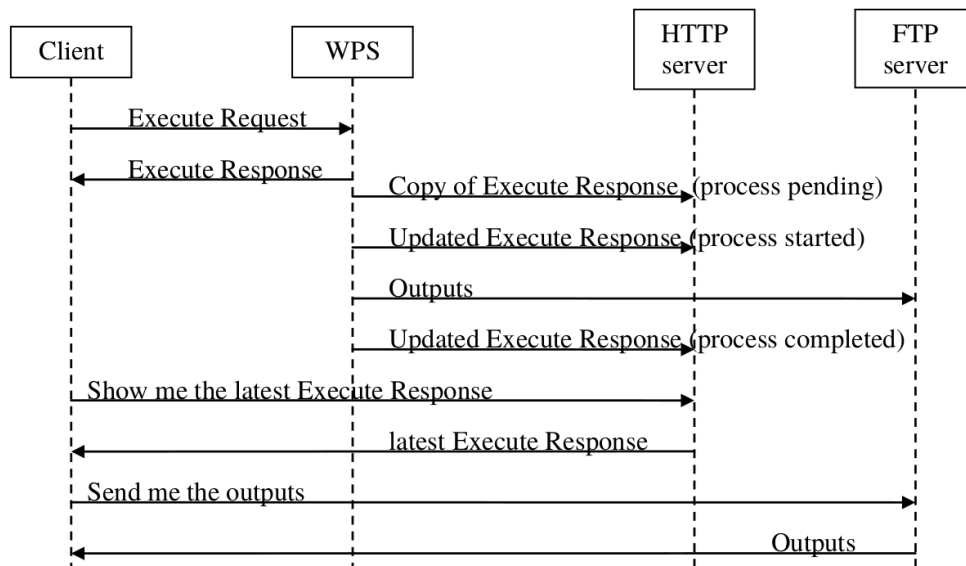 Client
WPS
HTTP
server
FTP
server
Execute Request
Execute Response
Copy of Execute Response (process pending)
Updated Execute Response (process started)
Outputs
Updated Execute Response (process completed)
Show me the latest Execute Response
latest Execute Response
Send me the outputs
Outputs